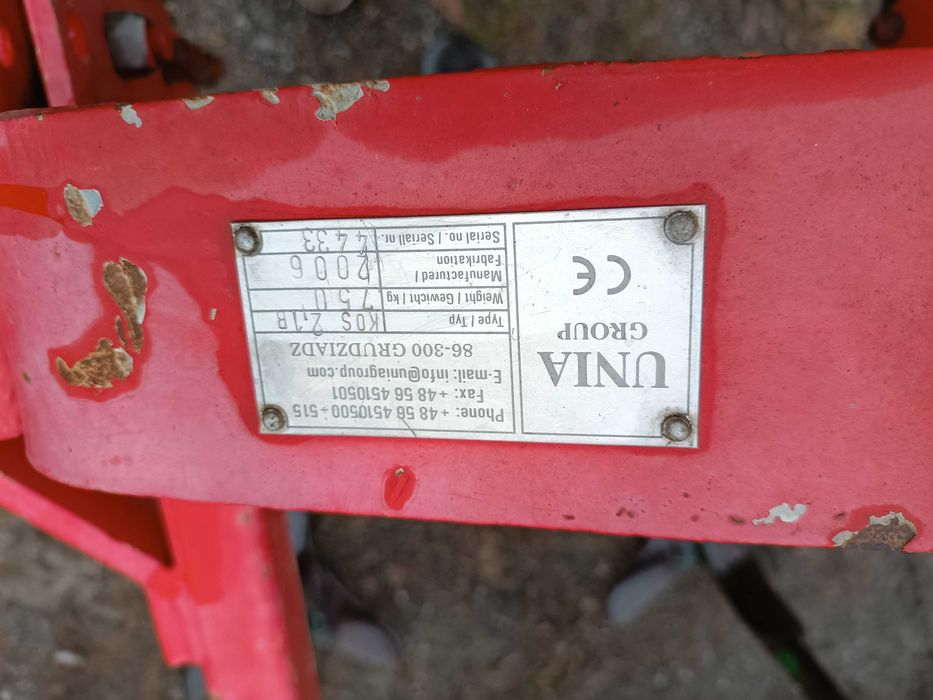 UNIA
GROUP
CE
Phone: + 48 56 4510500 ÷ 515
Fax: + 48 56 4510501
E-mail: info@uniagroup.com
86-300 GRUDZIADZ
Type / Typ KOS 2.1B
Weight / Gewicht / kg 750
Manufactured / Fabrikation 2006
Serial no. / Seriall nr. 4433